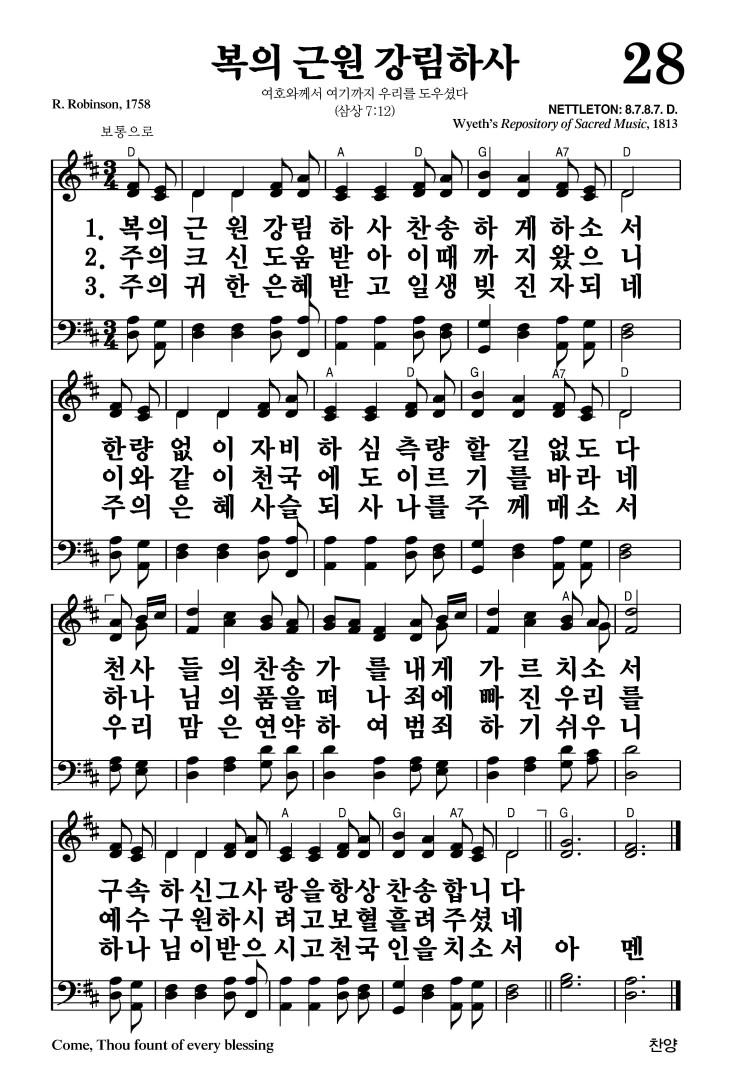 복의 근원 강림하사
28
여호와께서 여기까지 우리를 도우셨다
(삼상 7:12)
R. Robinson, 1758
NETTLETON: 8.7.8.7. D.
Wyeth's Repository of Sacred Music, 1813
보통으로
D A D G A7 D
1. 복의 근 원 강림 하 사 찬송 하 게 하소 서
2. 주의 크 신 도움 받 아 이때 까 지 왔으 니
3. 주의 귀 한 은혜 받 고 일생 빚 진 자되 네
A D G A7 D
한량 없 이 자비 하 심 측량 할 길 없도 다
이와 같 이 천국 에 도 이르 기 를 바라 네
주의 은 혜 사슬 되 사 나를 주 께 매소 서
A D
천사 들 의 찬송 가 를 내게 가 르 치소 서
하나 님 의 품을 떠 나 죄에 빠 진 우리 를
우리 맘 은 연약 하 여 범죄 하 기 쉬우 니
A D G A7 D G D
구속 하 신 그사 랑을 항상 찬송 합니 다
예수 구 원하시 려고 보혈 흘려 주셨 네
하나 님 이받으 시고 천국 인을 치소 서 아 멘
Come, Thou fount of every blessing
찬양